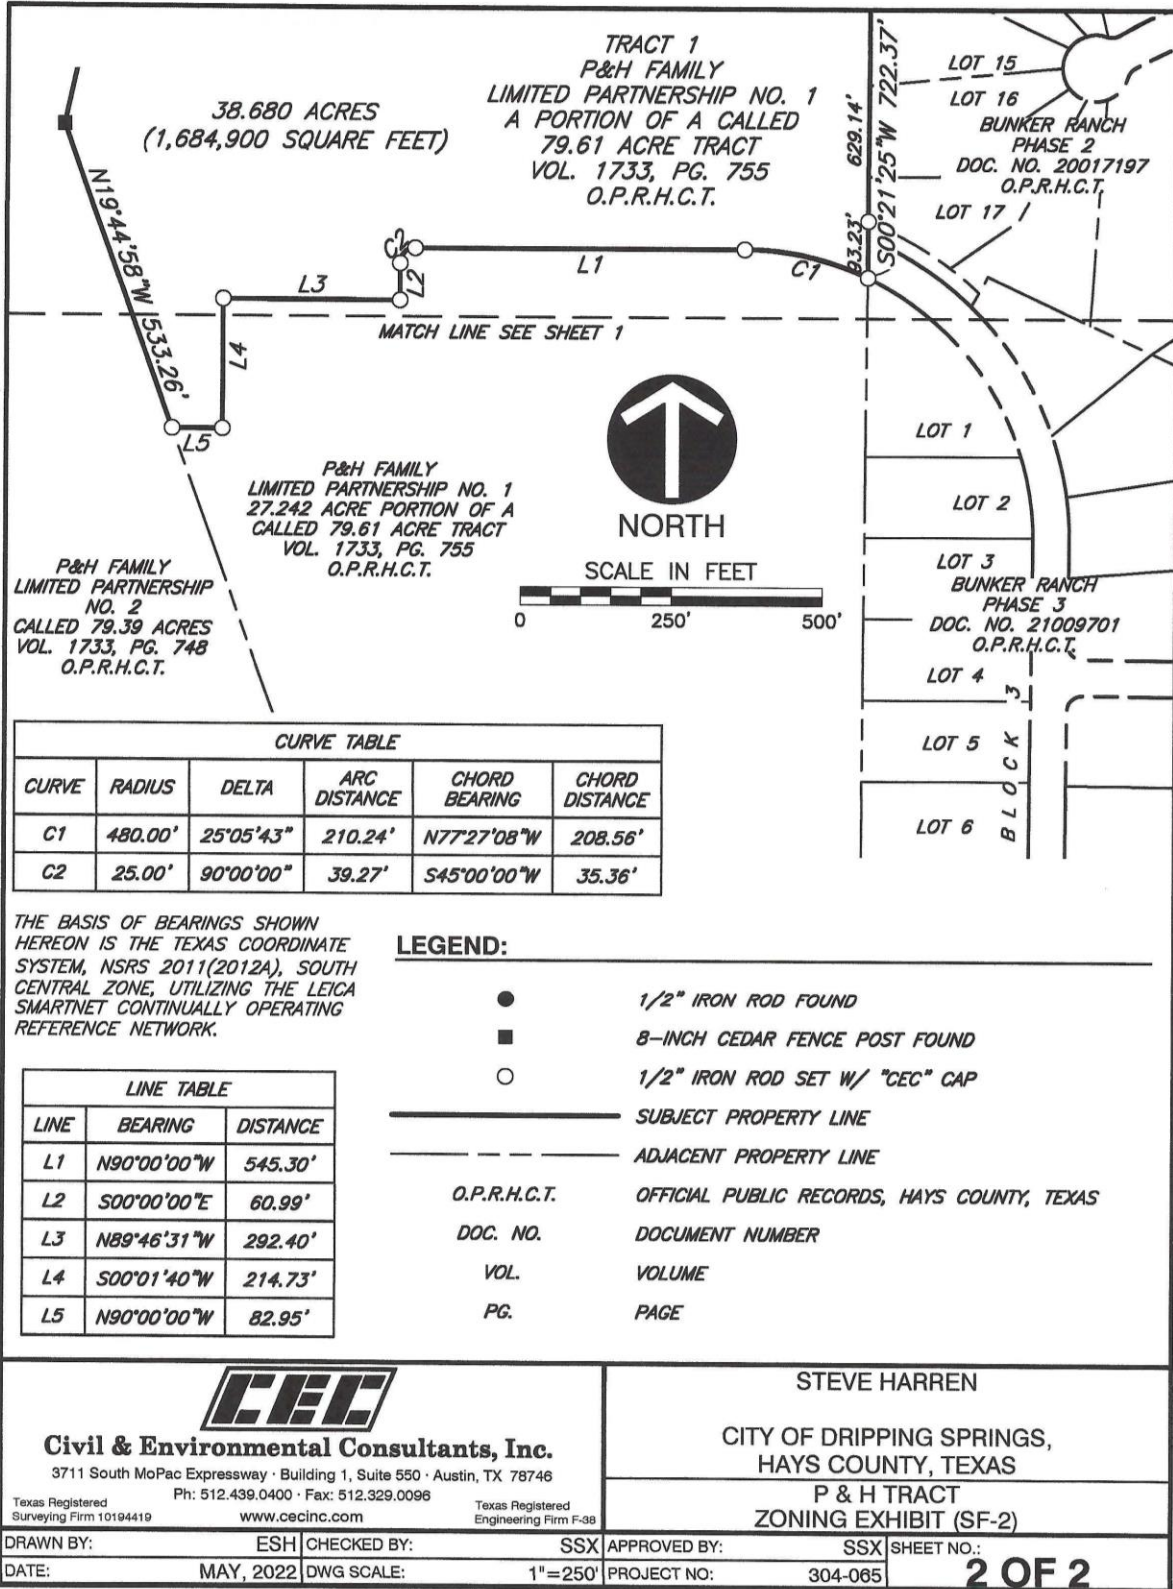 TRACT 1
P&H FAMILY
LIMITED PARTNERSHIP NO. 1
A PORTION OF A CALLED
79.61 ACRE TRACT
VOL. 1733, PG. 755
O.P.R.H.C.T.
38.680 ACRES
(1,684,900 SQUARE FEET)
629.14'
S00°21'25"W 722.37'
93.23'
LOT 15
LOT 16
BUNKER RANCH
PHASE 2
DOC. NO. 20017197
O.P.R.H.C.T.
LOT 17
N19°44'58"W 1533.26'
C2
L1
C1
L2
L3
MATCH LINE SEE SHEET 1
L4
L5
P&H FAMILY
LIMITED PARTNERSHIP NO. 1
27.242 ACRE PORTION OF A
CALLED 79.61 ACRE TRACT
VOL. 1733, PG. 755
O.P.R.H.C.T.
NORTH
SCALE IN FEET
0 250' 500'
P&H FAMILY
LIMITED PARTNERSHIP
NO. 2
CALLED 79.39 ACRES
VOL. 1733, PG. 748
O.P.R.H.C.T.
LOT 1
LOT 2
LOT 3
BUNKER RANCH
PHASE 3
DOC. NO. 21009701
O.P.R.H.C.T.
LOT 4
LOT 5
LOT 6
BLOCK 3
CURVE TABLE
CURVE RADIUS DELTA ARC DISTANCE CHORD BEARING CHORD DISTANCE
C1 480.00' 25°05'43" 210.24' N77°27'08"W 208.56'
C2 25.00' 90°00'00" 39.27' S45°00'00"W 35.36'
THE BASIS OF BEARINGS SHOWN
HEREON IS THE TEXAS COORDINATE
SYSTEM, NSRS 2011(2012A), SOUTH
CENTRAL ZONE, UTILIZING THE LEICA
SMARTNET CONTINUALLY OPERATING
REFERENCE NETWORK.
LEGEND:
1/2" IRON ROD FOUND
8-INCH CEDAR FENCE POST FOUND
1/2" IRON ROD SET W/ "CEC" CAP
SUBJECT PROPERTY LINE
ADJACENT PROPERTY LINE
O.P.R.H.C.T. OFFICIAL PUBLIC RECORDS, HAYS COUNTY, TEXAS
DOC. NO. DOCUMENT NUMBER
VOL. VOLUME
PG. PAGE
LINE TABLE
LINE BEARING DISTANCE
L1 N90°00'00"W 545.30'
L2 S00°00'00"E 60.99'
L3 N89°46'31"W 292.40'
L4 S00°01'40"W 214.73'
L5 N90°00'00"W 82.95'
CEC
Civil & Environmental Consultants, Inc.
3711 South MoPac Expressway · Building 1, Suite 550 · Austin, TX 78746
Ph: 512.439.0400 · Fax: 512.329.0096
www.cecinc.com
Texas Registered
Surveying Firm 10194419
Texas Registered
Engineering Firm F-38
STEVE HARREN
CITY OF DRIPPING SPRINGS,
HAYS COUNTY, TEXAS
P & H TRACT
ZONING EXHIBIT (SF-2)
DRAWN BY: ESH CHECKED BY: SSX APPROVED BY: SSX SHEET NO.:
DATE: MAY, 2022 DWG SCALE: 1"=250' PROJECT NO: 304-065 2 OF 2